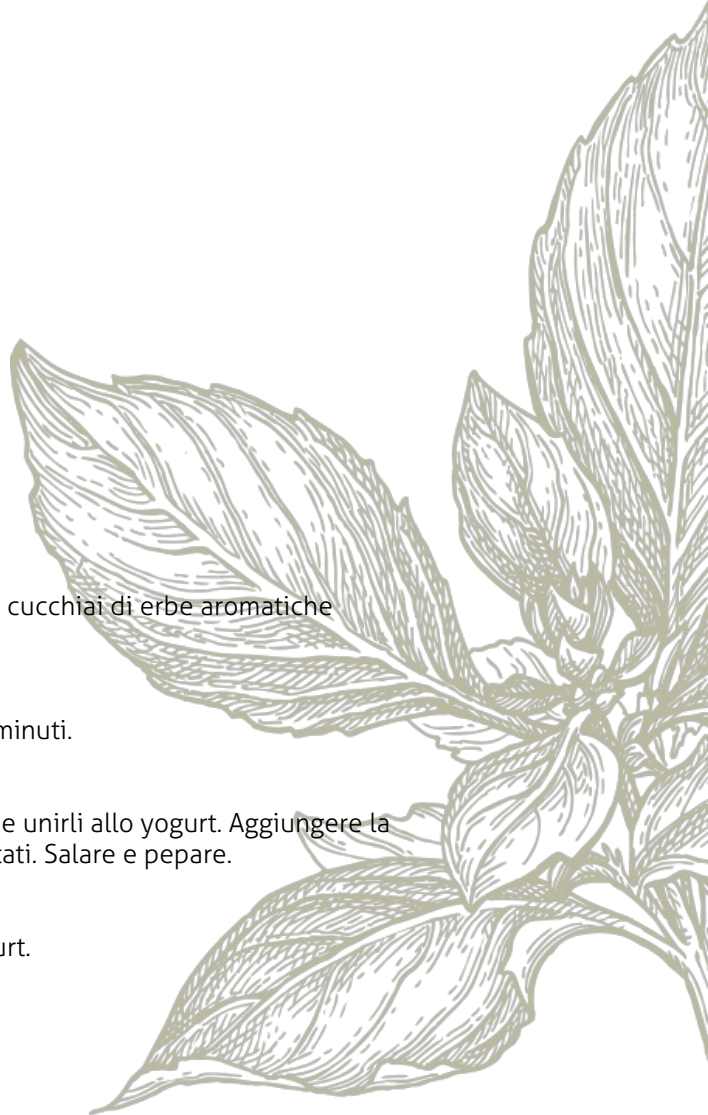 cucchiai di erbe aromatiche
minuti.
e unirli allo yogurt. Aggiungere la
tati. Salare e pepare.
urt.